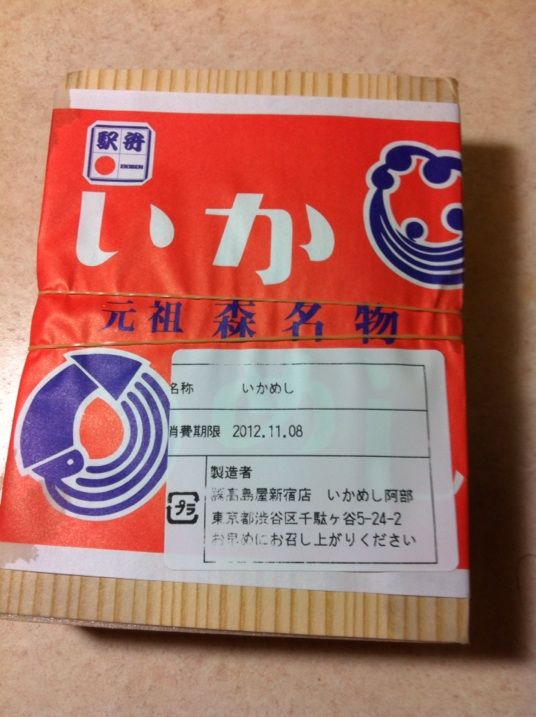 駅弁
EKIBEN
いか
元祖 森名物
名称 いかめし
消費期限 2012.11.08
製造者
㈱高島屋新宿店 いかめし阿部
東京都渋谷区千駄ヶ谷5-24-2
お早めにお召し上がりください
プラ